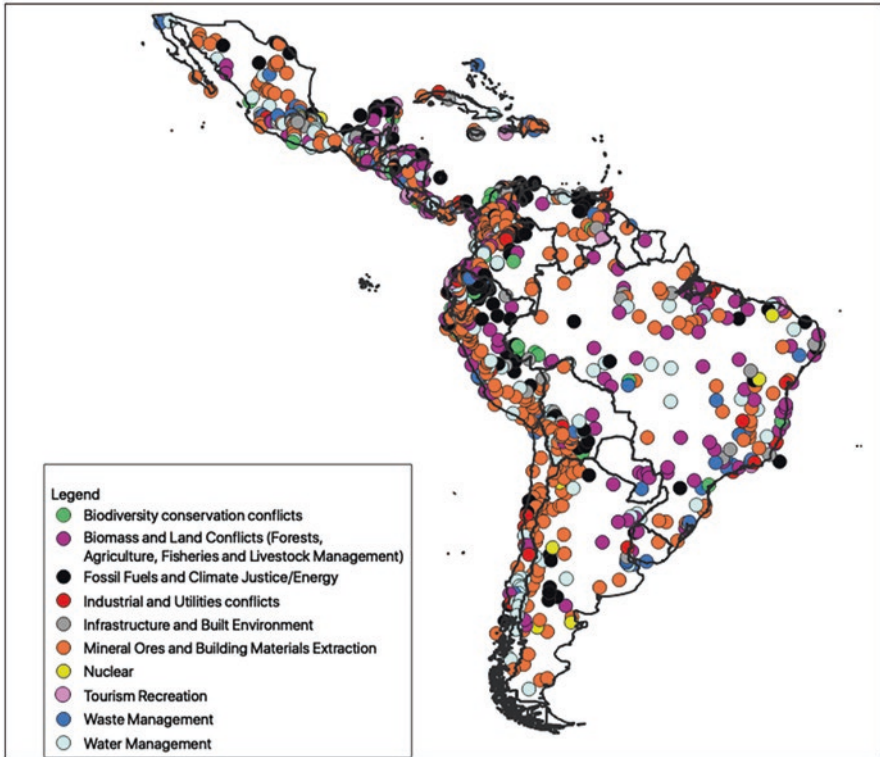 Legend
Biodiversity conservation conflicts
Biomass and Land Conflicts (Forests,
Agriculture, Fisheries and Livestock Management)
Fossil Fuels and Climate Justice/Energy
Industrial and Utilities conflicts
Infrastructure and Built Environment
Mineral Ores and Building Materials Extraction
Nuclear
Tourism Recreation
Waste Management
Water Management